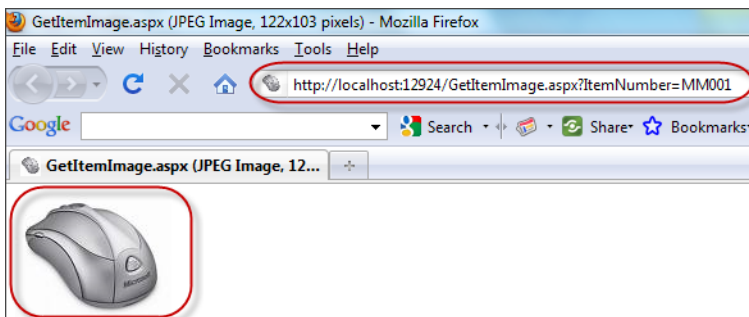 GetItemImage.aspx (JPEG Image, 122x103 pixels) - Mozilla Firefox
File Edit View History Bookmarks Tools Help
http://localhost:12924/GetItemImage.aspx?ItemNumber=MM001
Google Search Share Bookmarks
GetItemImage.aspx (JPEG Image, 12...
Microsoft